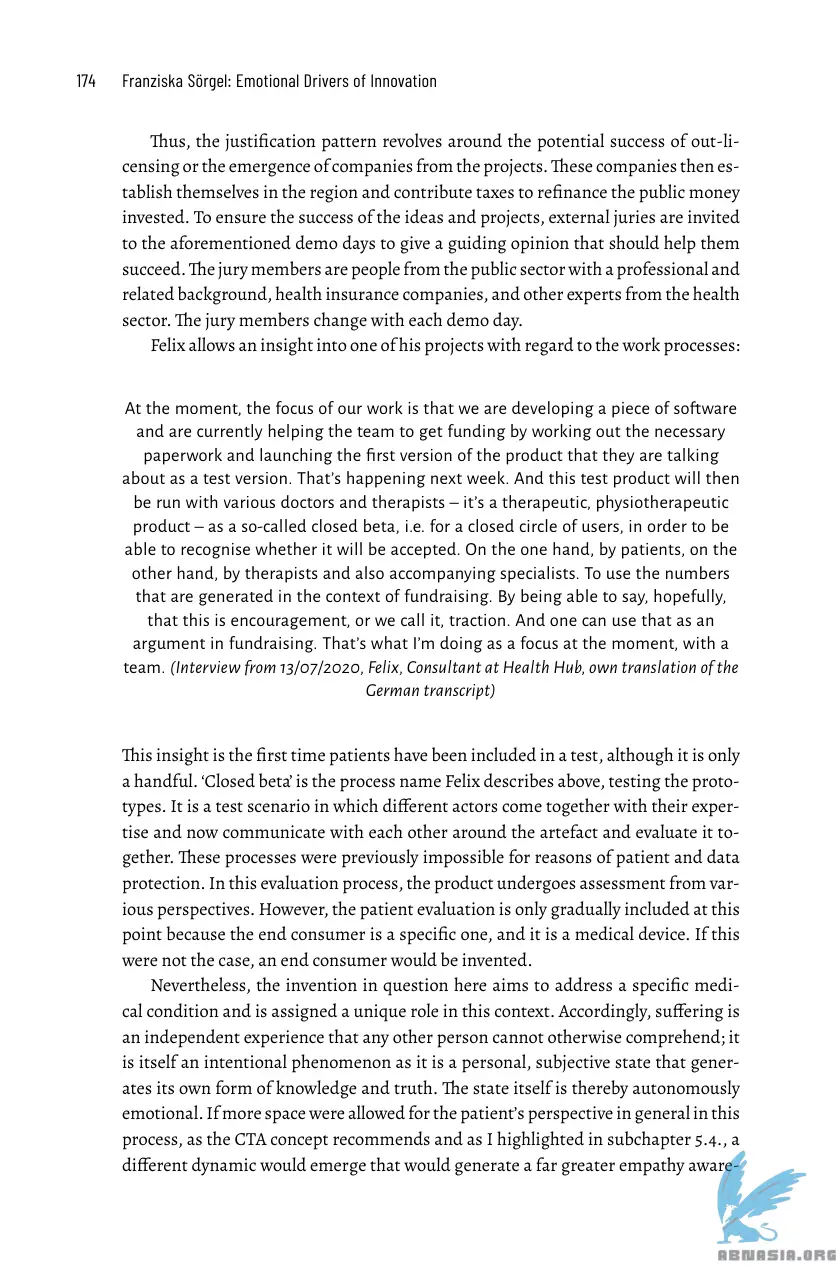 174 Franziska Sörgel: Emotional Drivers of Innovation
Thus, the justification pattern revolves around the potential success of out-li-
censing or the emergence of companies from the projects. These companies then es-
tablish themselves in the region and contribute taxes to refinance the public money
invested. To ensure the success of the ideas and projects, external juries are invited
to the aforementioned demo days to give a guiding opinion that should help them
succeed. The jury members are people from the public sector with a professional and
related background, health insurance companies, and other experts from the health
sector. The jury members change with each demo day.
Felix allows an insight into one of his projects with regard to the work processes:
At the moment, the focus of our work is that we are developing a piece of software
and are currently helping the team to get funding by working out the necessary
paperwork and launching the first version of the product that they are talking
about as a test version. That’s happening next week. And this test product will then
be run with various doctors and therapists – it’s a therapeutic, physiotherapeutic
product – as a so-called closed beta, i.e. for a closed circle of users, in order to be
able to recognise whether it will be accepted. On the one hand, by patients, on the
other hand, by therapists and also accompanying specialists. To use the numbers
that are generated in the context of fundraising. By being able to say, hopefully,
that this is encouragement, or we call it, traction. And one can use that as an
argument in fundraising. That’s what I’m doing as a focus at the moment, with a
team. (Interview from 13/07/2020, Felix, Consultant at Health Hub, own translation of the
German transcript)
This insight is the first time patients have been included in a test, although it is only
a handful. ‘Closed beta’ is the process name Felix describes above, testing the proto-
types. It is a test scenario in which different actors come together with their exper-
tise and now communicate with each other around the artefact and evaluate it to-
gether. These processes were previously impossible for reasons of patient and data
protection. In this evaluation process, the product undergoes assessment from var-
ious perspectives. However, the patient evaluation is only gradually included at this
point because the end consumer is a specific one, and it is a medical device. If this
were not the case, an end consumer would be invented.
Nevertheless, the invention in question here aims to address a specific medi-
cal condition and is assigned a unique role in this context. Accordingly, suffering is
an independent experience that any other person cannot otherwise comprehend; it
is itself an intentional phenomenon as it is a personal, subjective state that gener-
ates its own form of knowledge and truth. The state itself is thereby autonomously
emotional. If more space were allowed for the patient’s perspective in general in this
process, as the CTA concept recommends and as I highlighted in subchapter 5.4., a
different dynamic would emerge that would generate a far greater empathy aware-
ABNASIA.ORG